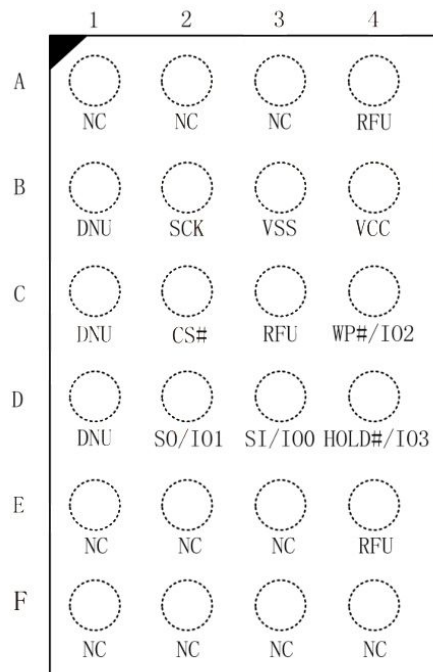 1 2 3 4
A
NC NC NC RFU
B
DNU SCK VSS VCC
C
DNU CS# RFU WP#/IO2
D
DNU SO/IO1 SI/IO0 HOLD#/IO3
E
NC NC NC RFU
F
NC NC NC NC